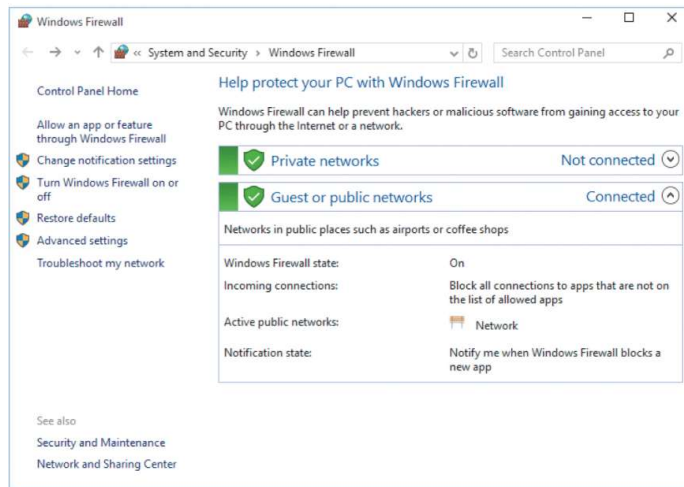 Windows Firewall
« System and Security › Windows Firewall
Search Control Panel
Control Panel Home
Allow an app or feature
through Windows Firewall
Change notification settings
Turn Windows Firewall on or
off
Restore defaults
Advanced settings
Troubleshoot my network
See also
Security and Maintenance
Network and Sharing Center
Help protect your PC with Windows Firewall
Windows Firewall can help prevent hackers or malicious software from gaining access to your
PC through the Internet or a network.
Private networks Not connected
Guest or public networks Connected
Networks in public places such as airports or coffee shops
Windows Firewall state: On
Incoming connections: Block all connections to apps that are not on
the list of allowed apps
Active public networks: Network
Notification state: Notify me when Windows Firewall blocks a
new app